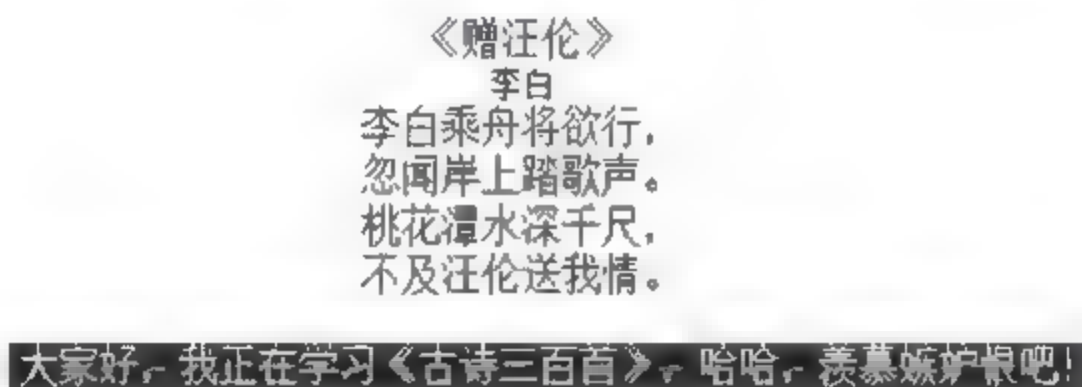 《赠汪伦》
李白
李白乘舟将欲行，
忽闻岸上踏歌声。
桃花潭水深千尺，
不及汪伦送我情。
大家好，我正在学习《古诗三百首》，哈哈，羡慕嫉妒恨吧！